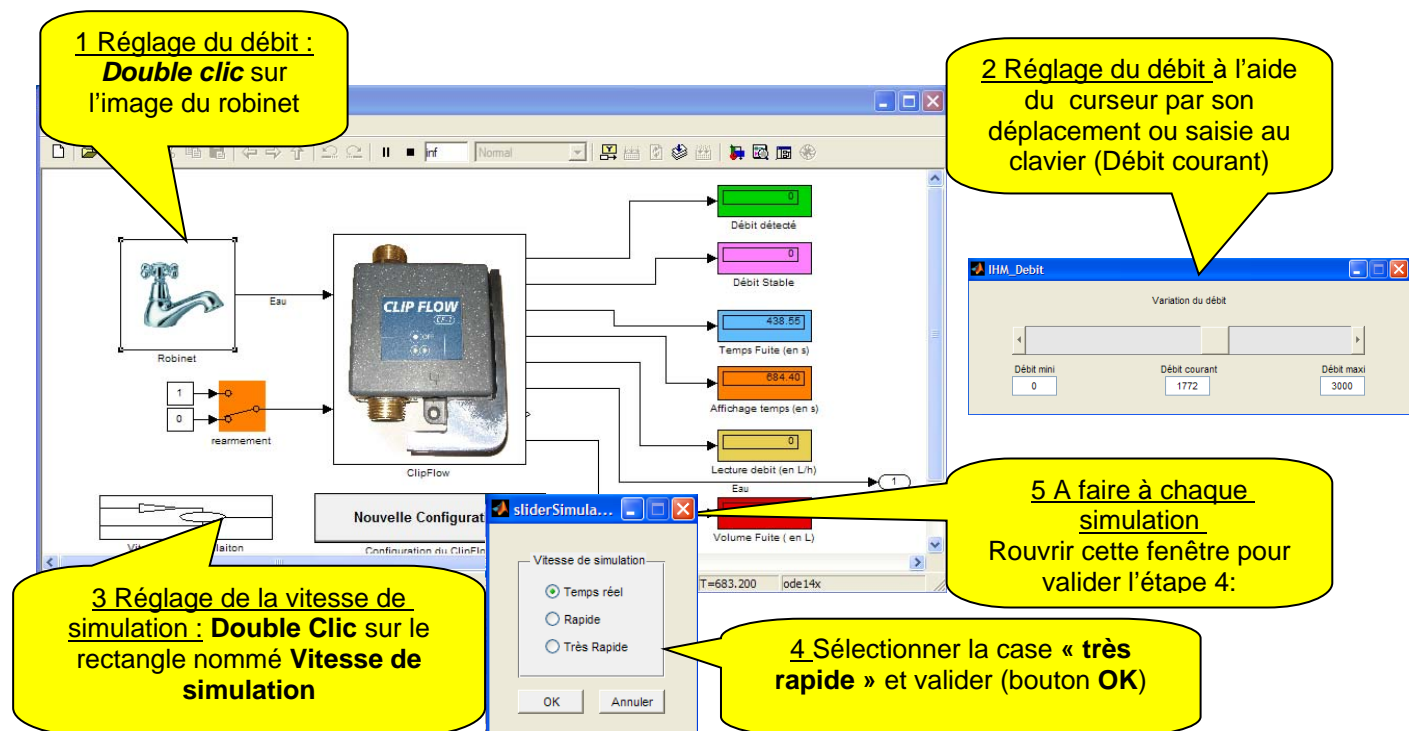 1 Réglage du débit :
Double clic sur
l'image du robinet
2 Réglage du débit à l'aide
du curseur par son
déplacement ou saisie au
clavier (Débit courant)
inf
Normal
0
Débit détecté
0
Débit Stable
438.55
Temps Fuite (en s)
684.40
Affichage temps (en s)
0
Lecture debit (en L/h)
Eau
1
Volume Fuite ( en L)
Robinet
Eau
CLIP FLOW
OFF
ClipFlow
1
0
rearmement
Nouvelle Configurat
Configuration du ClipFlo
T=683.200
ode14x
IHM_Debit
Variation du débit
Débit mini
Débit courant
Débit maxi
0
1772
3000
3 Réglage de la vitesse de
simulation : Double Clic sur le
rectangle nommé Vitesse de
simulation
sliderSimula...
Vitesse de simulation
Temps réel
Rapide
Très Rapide
OK
Annuler
5 A faire à chaque
simulation
Rouvrir cette fenêtre pour
valider l'étape 4:
4 Sélectionner la case « très
rapide » et valider (bouton OK)